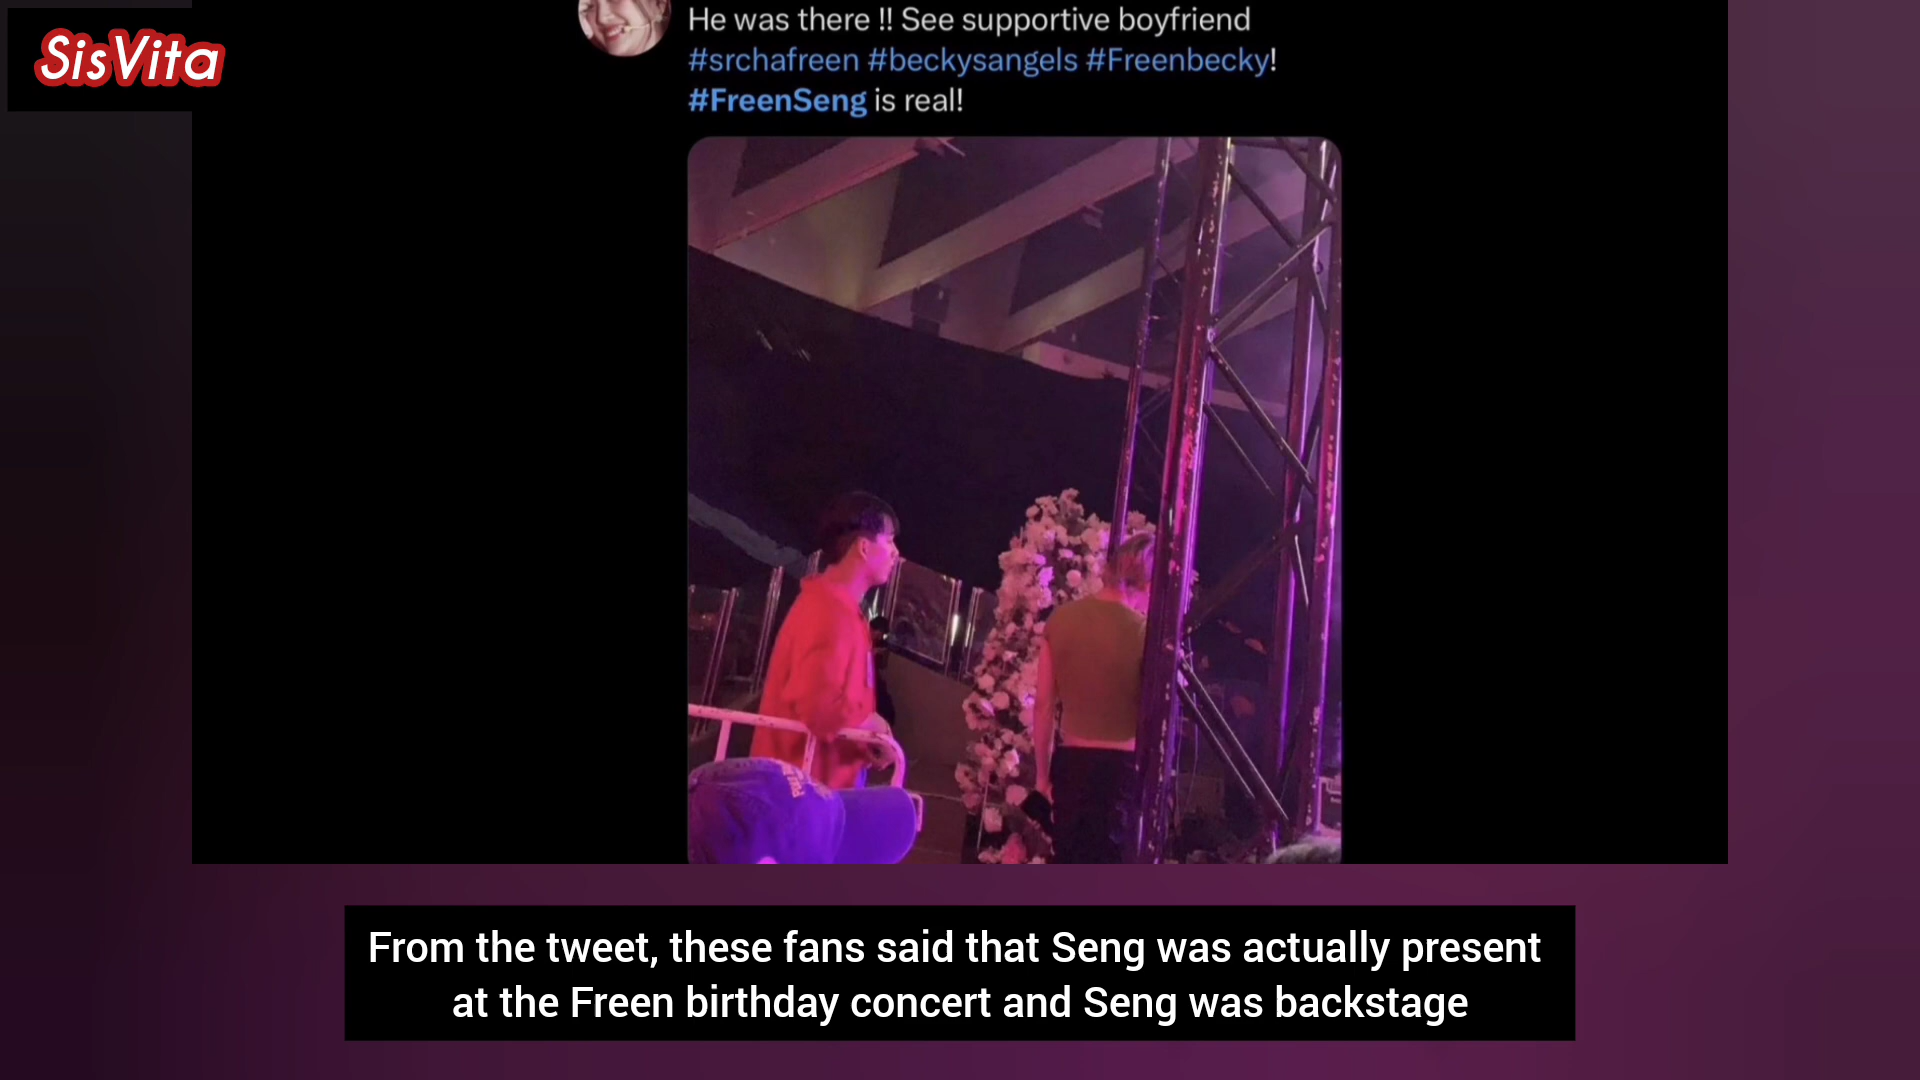 SisVita
He was there !! See supportive boyfriend
#srchafreen #beckysangels #Freenbecky!
#FreenSeng is real!
From the tweet, these fans said that Seng was actually present
at the Freen birthday concert and Seng was backstage